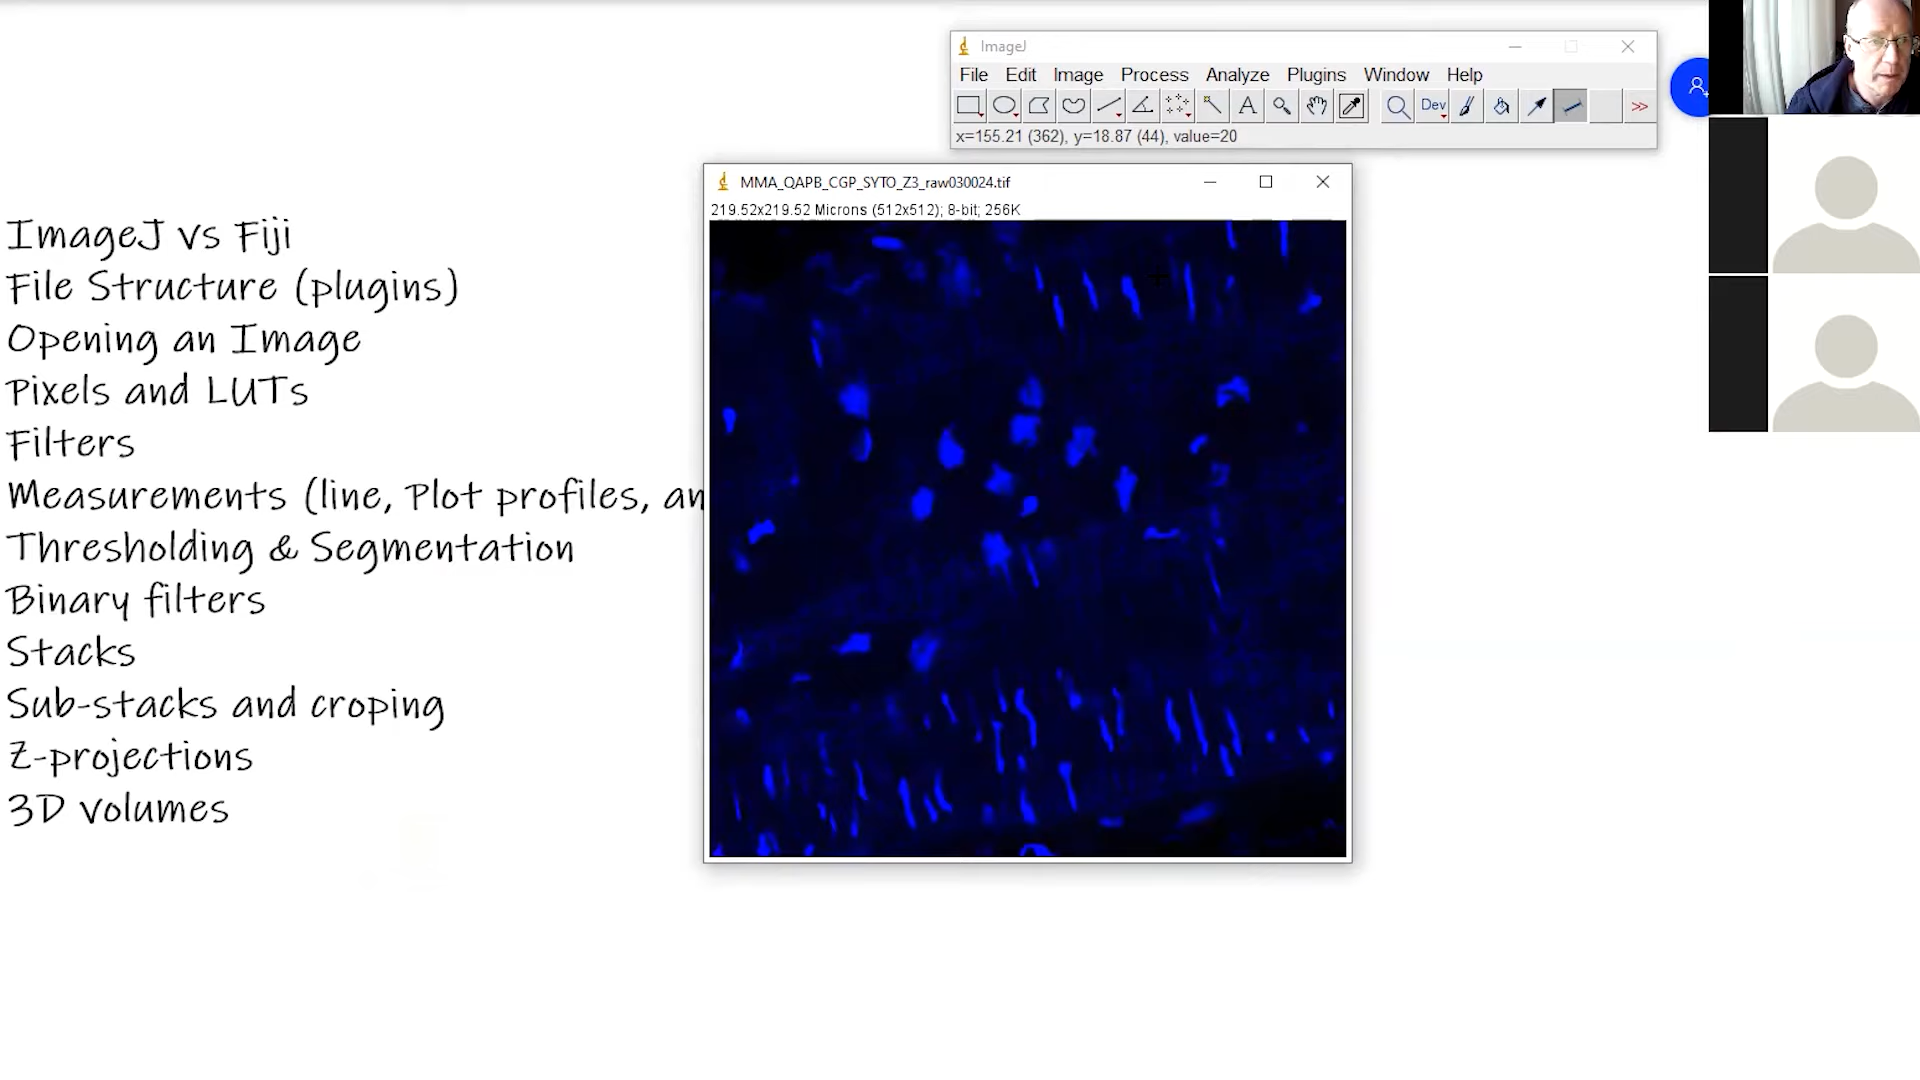 ImageJ
File Edit Image Process Analyze Plugins Window Help
A Dev >>
x=155.21 (362), y=18.87 (44), value=20
MMA_QAPB_CGP_SYTO_Z3_raw030024.tif
219.52x219.52 Microns (512x512); 8-bit; 256K
ImageJ vs Fiji
File Structure (plugins)
Opening an Image
Pixels and LUTs
Filters
Measurements (line, Plot profiles, an
Thresholding & Segmentation
Binary filters
Stacks
Sub-stacks and croping
Z-projections
3D volumes